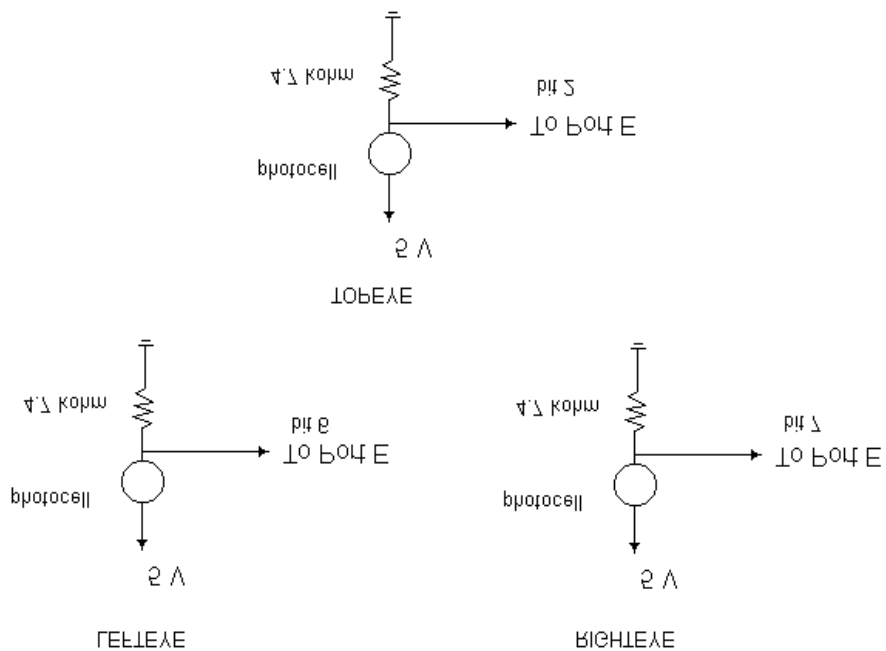 LEFTEYE
5 V
photocell
To Port E
bit 6
4.7 kohm
RIGHTEYE
5 V
photocell
To Port E
bit 7
4.7 kohm
TOPEYE
5 V
photocell
To Port E
bit 2
4.7 kohm